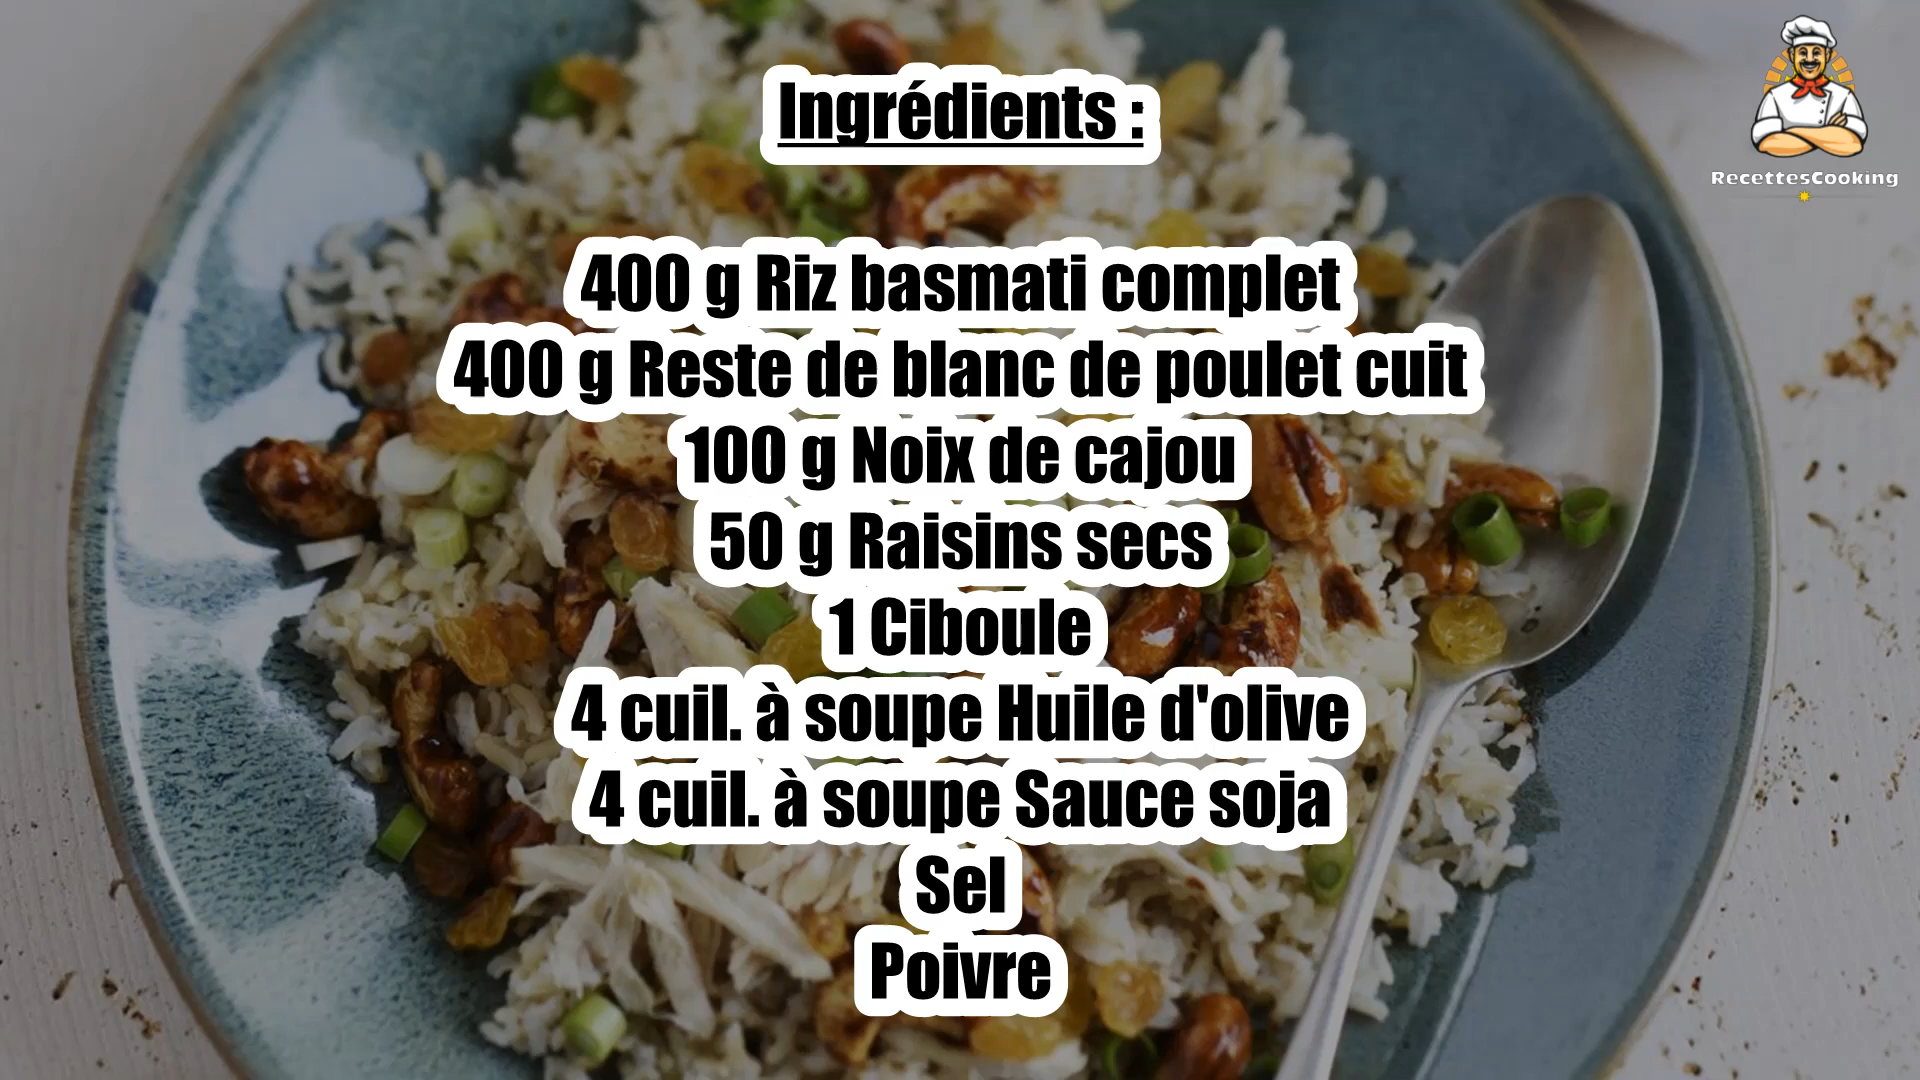 RecettesCooking
Ingrédients :
400 g Riz basmati complet
400 g Reste de blanc de poulet cuit
100 g Noix de cajou
50 g Raisins secs
1 Ciboule
4 cuil. à soupe Huile d'olive
4 cuil. à soupe Sauce soja
Sel
Poivre